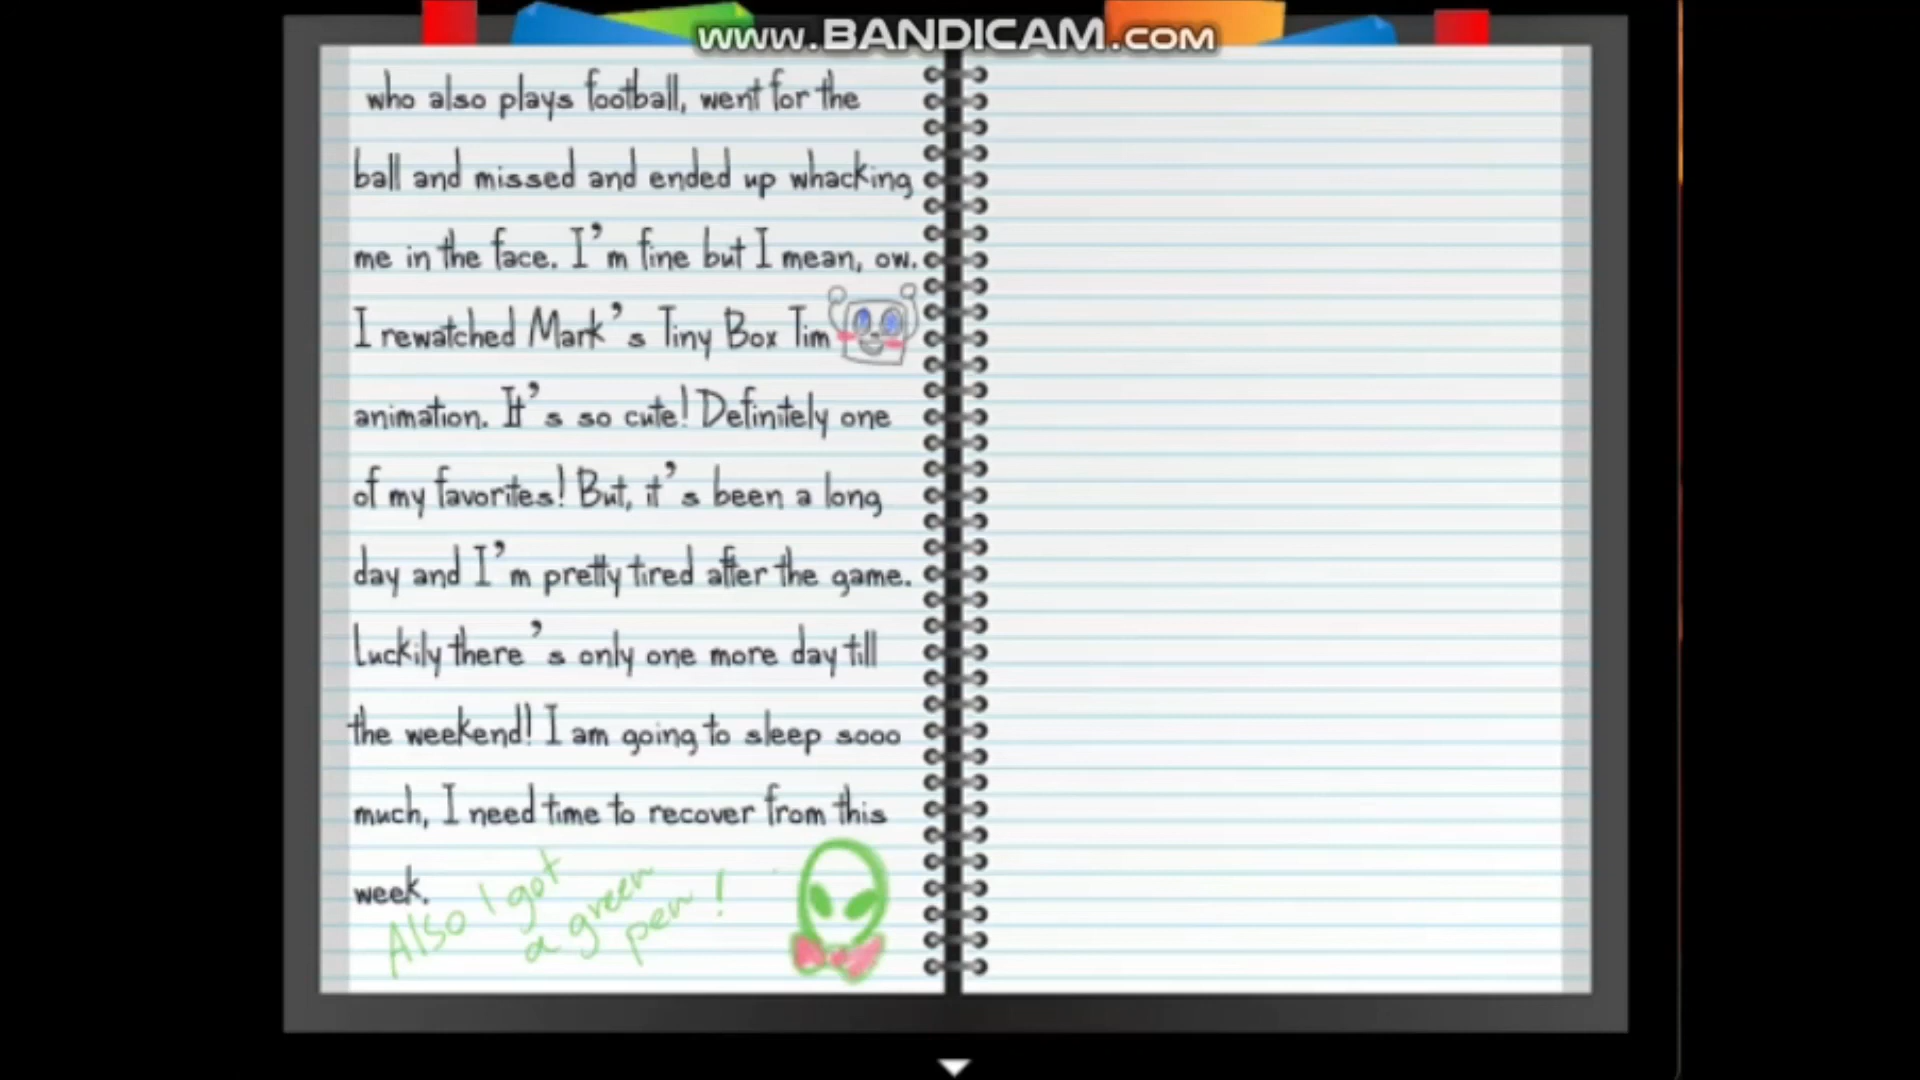 www.BANDICAM.com
who also plays football, went for the
ball and missed and ended up whacking
me in the face. I'm fine but I mean, ow.
I rewatched Mark's Tiny Box Tim
animation. It's so cute! Definitely one
of my favorites! But, it's been a long
day and I'm pretty tired after the game.
Luckily there's only one more day till
the weekend! I am going to sleep sooo
much, I need time to recover from this
week.
Also I got
a green
pen!